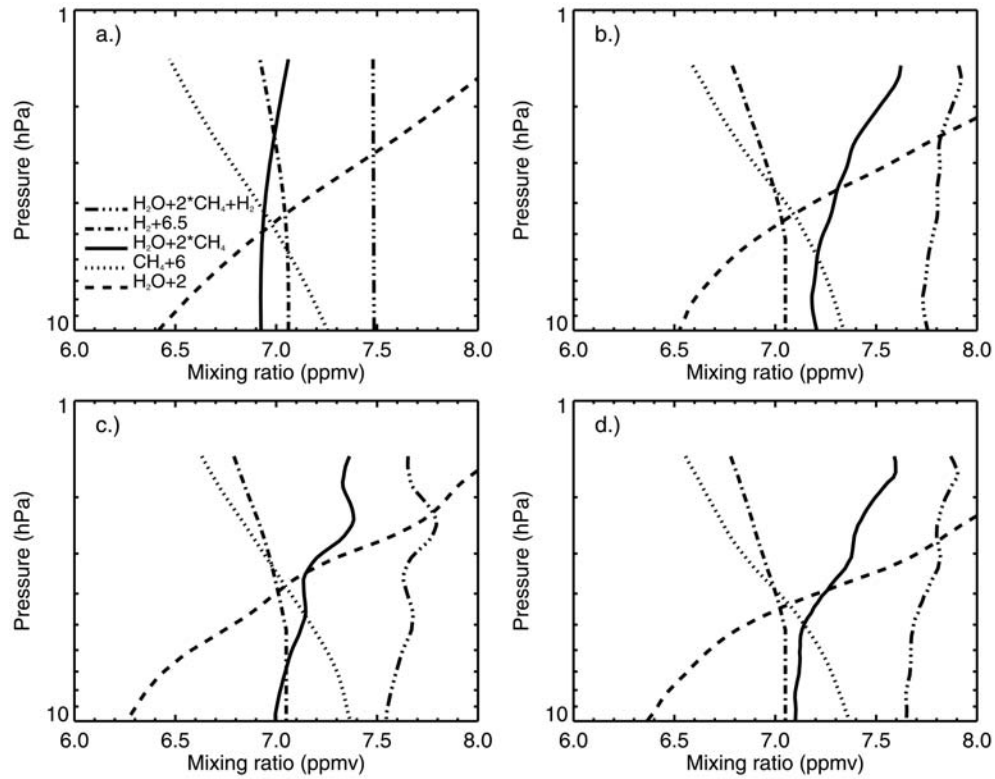 a.)
1
10
Pressure (hPa)
H₂O+2*CH₄+H₂
H₂+6.5
H₂O+2*CH₄
CH₄+6
H₂O+2
6.0 6.5 7.0 7.5 8.0
Mixing ratio (ppmv)
b.)
1
10
Pressure (hPa)
6.0 6.5 7.0 7.5 8.0
Mixing ratio (ppmv)
c.)
1
10
Pressure (hPa)
6.0 6.5 7.0 7.5 8.0
Mixing ratio (ppmv)
d.)
1
10
Pressure (hPa)
6.0 6.5 7.0 7.5 8.0
Mixing ratio (ppmv)